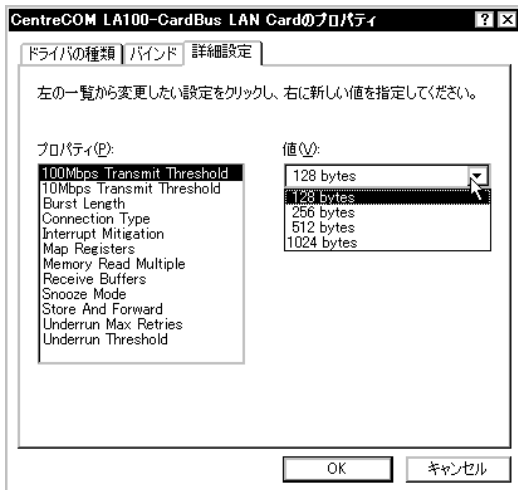 CentreCOM LA100-CardBus LAN Cardのプロパティ
ドライバの種類 バインド 詳細設定
左の一覧から変更したい設定をクリックし、右に新しい値を指定してください。
プロパティ(P):
100Mbps Transmit Threshold
10Mbps Transmit Threshold
Burst Length
Connection Type
Interrupt Mitigation
Map Registers
Memory Read Multiple
Receive Buffers
Snooze Mode
Store And Forward
Underrun Max Retries
Underrun Threshold
値(V):
128 bytes
128 bytes
256 bytes
512 bytes
1024 bytes
OK キャンセル